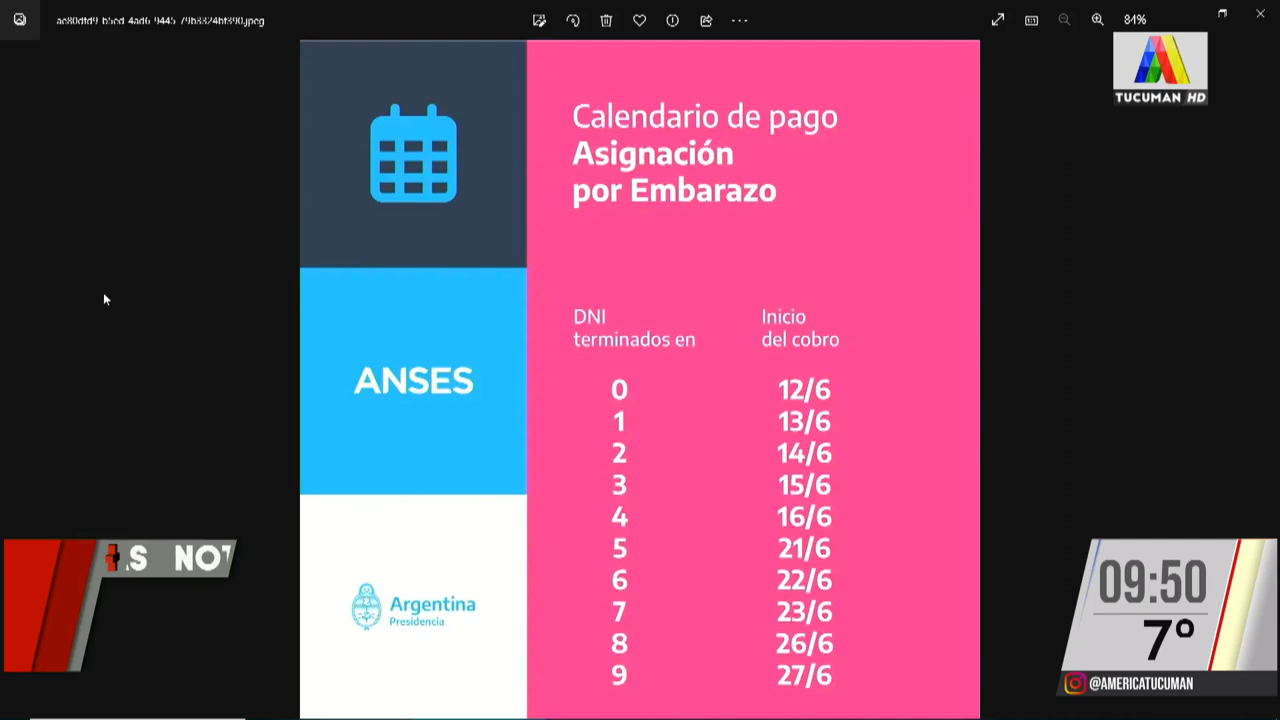 84%
TUCUMAN HD
Calendario de pago
Asignación
por Embarazo
ANSES
DNI
terminados en
Inicio
del cobro
0 12/6
1 13/6
2 14/6
3 15/6
4 16/6
5 21/6
6 22/6
7 23/6
8 26/6
9 27/6
Argentina
Presidencia
AS NOT
09:50
7°
@AMERICATUCUMAN